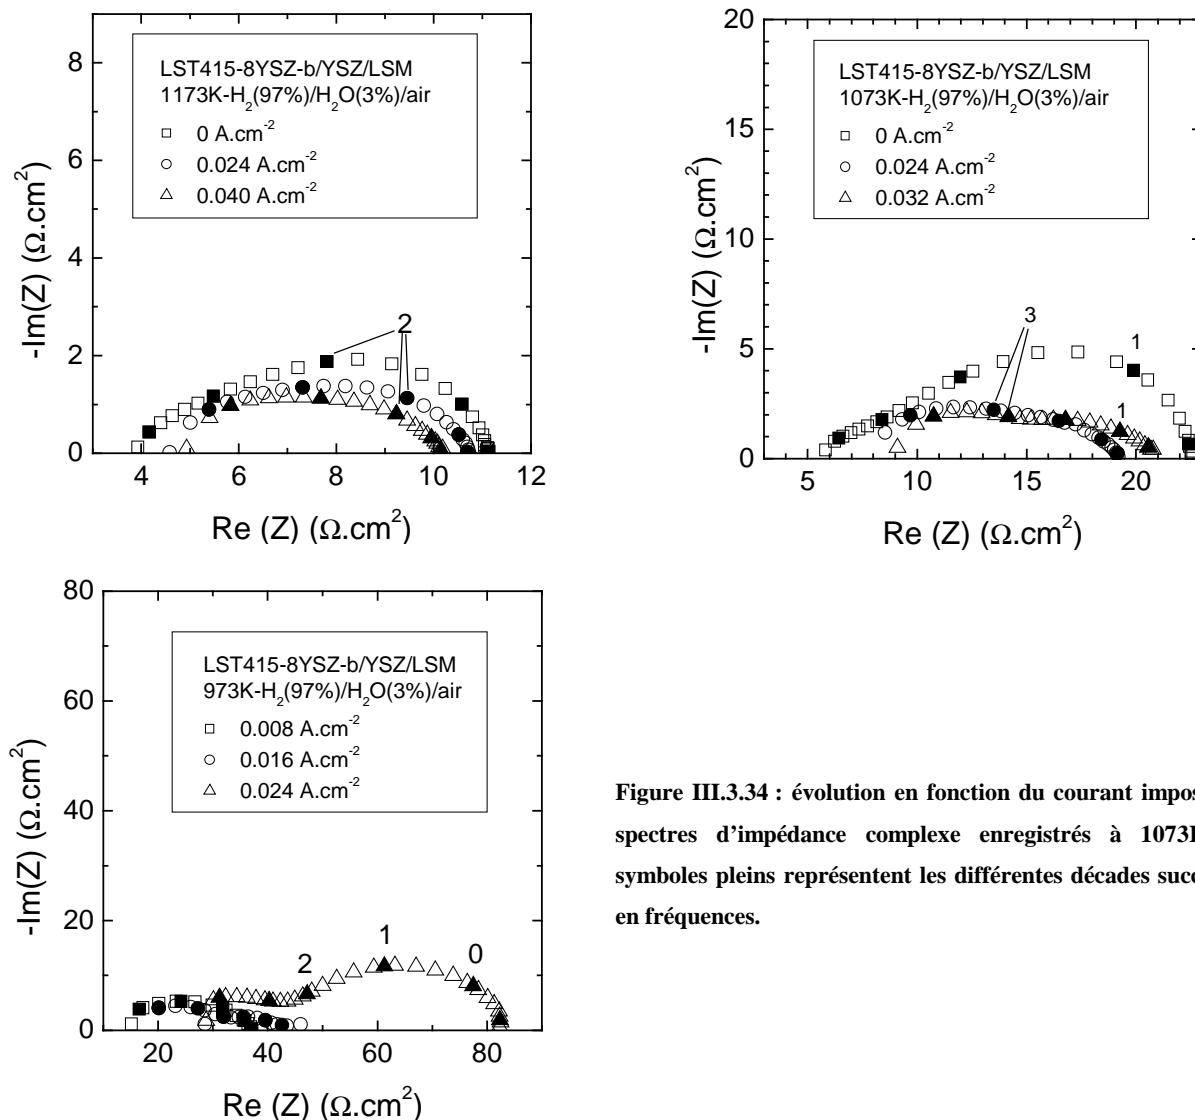 8
6
4
2
0
-Im(Z) (Ω.cm²)
LST415-8YSZ-b/YSZ/LSM
1173K-H₂(97%)/H₂O(3%)/air
0 A.cm⁻²
0.024 A.cm⁻²
0.040 A.cm⁻²
2
4 6 8 10 12
Re (Z) (Ω.cm²)
20
15
10
5
0
-Im(Z) (Ω.cm²)
LST415-8YSZ-b/YSZ/LSM
1073K-H₂(97%)/H₂O(3%)/air
0 A.cm⁻²
0.024 A.cm⁻²
0.032 A.cm⁻²
3
1
1
5 10 15 20
Re (Z) (Ω.cm²)
80
60
40
20
0
-Im(Z) (Ω.cm²)
LST415-8YSZ-b/YSZ/LSM
973K-H₂(97%)/H₂O(3%)/air
0.008 A.cm⁻²
0.016 A.cm⁻²
0.024 A.cm⁻²
2
1
0
20 40 60 80
Re (Z) (Ω.cm²)
Figure III.3.34 : évolution en fonction du courant impos
spectres d'impédance complexe enregistrés à 1073
symboles pleins représentent les différentes décades suc
en fréquences.